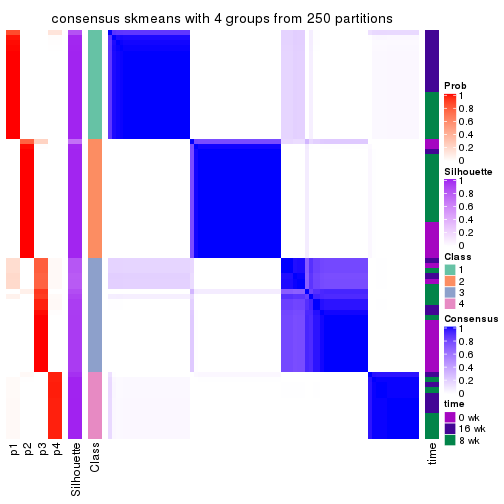 consensus skmeans with 4 groups from 250 partitions
Prob
1
0.8
0.6
0.4
0.2
0
Silhouette
1
0.8
0.6
0.4
0.2
0
Class
1
2
3
4
Consensus
1
0.8
0.6
0.4
0.2
0
time
0 wk
16 wk
8 wk
p1
p2
p3
p4
Silhouette
Class
time